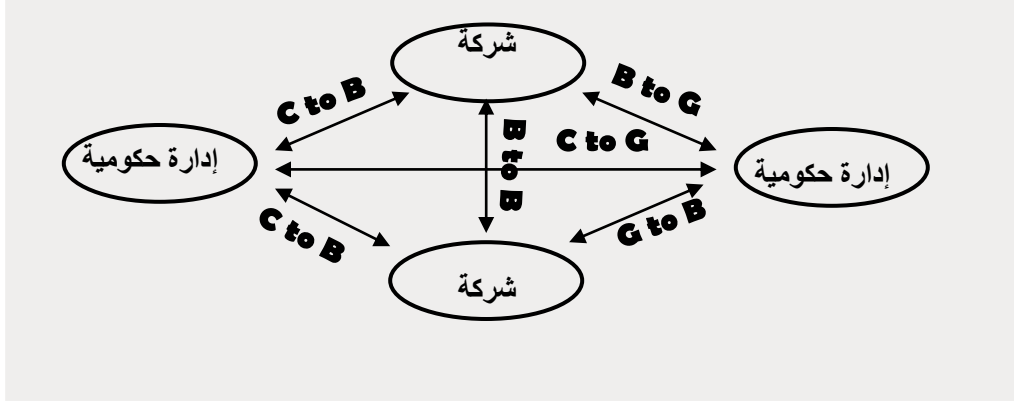 شركة
C to B
B to G
B to B
C to G
إدارة حكومية
إدارة حكومية
C to B
G to B
شركة